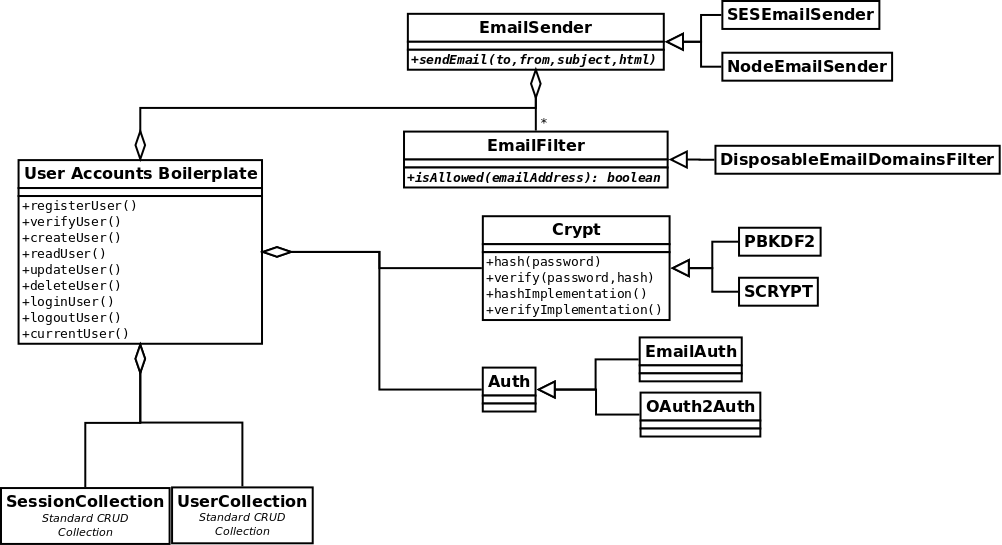 EmailSender
+sendEmail(to,from,subject,html)
SESEmailSender
NodeEmailSender
*
EmailFilter
+isAllowed(emailAddress): boolean
DisposableEmailDomainsFilter
User Accounts Boilerplate
+registerUser()
+verifyUser()
+createUser()
+readUser()
+updateUser()
+deleteUser()
+loginUser()
+logoutUser()
+currentUser()
Crypt
+hash(password)
+verify(password,hash)
+hashImplementation()
+verifyImplementation()
PBKDF2
SCRYPT
Auth
EmailAuth
OAuth2Auth
SessionCollection
Standard CRUD
Collection
UserCollection
Standard CRUD
Collection